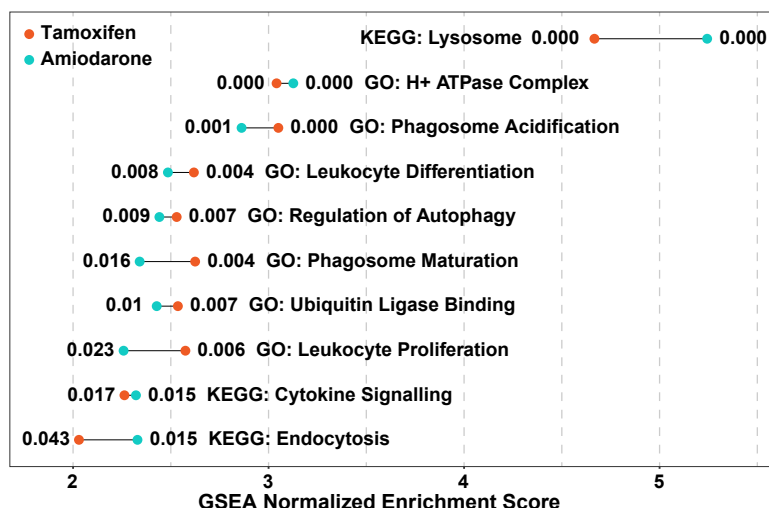 Tamoxifen
Amiodarone
KEGG: Lysosome 0.000 0.000
0.000 0.000 GO: H+ ATPase Complex
0.001 0.000 GO: Phagosome Acidification
0.008 0.004 GO: Leukocyte Differentiation
0.009 0.007 GO: Regulation of Autophagy
0.016 0.004 GO: Phagosome Maturation
0.01 0.007 GO: Ubiquitin Ligase Binding
0.023 0.006 GO: Leukocyte Proliferation
0.017 0.015 KEGG: Cytokine Signalling
0.043 0.015 KEGG: Endocytosis
2 3 4 5
GSEA Normalized Enrichment Score